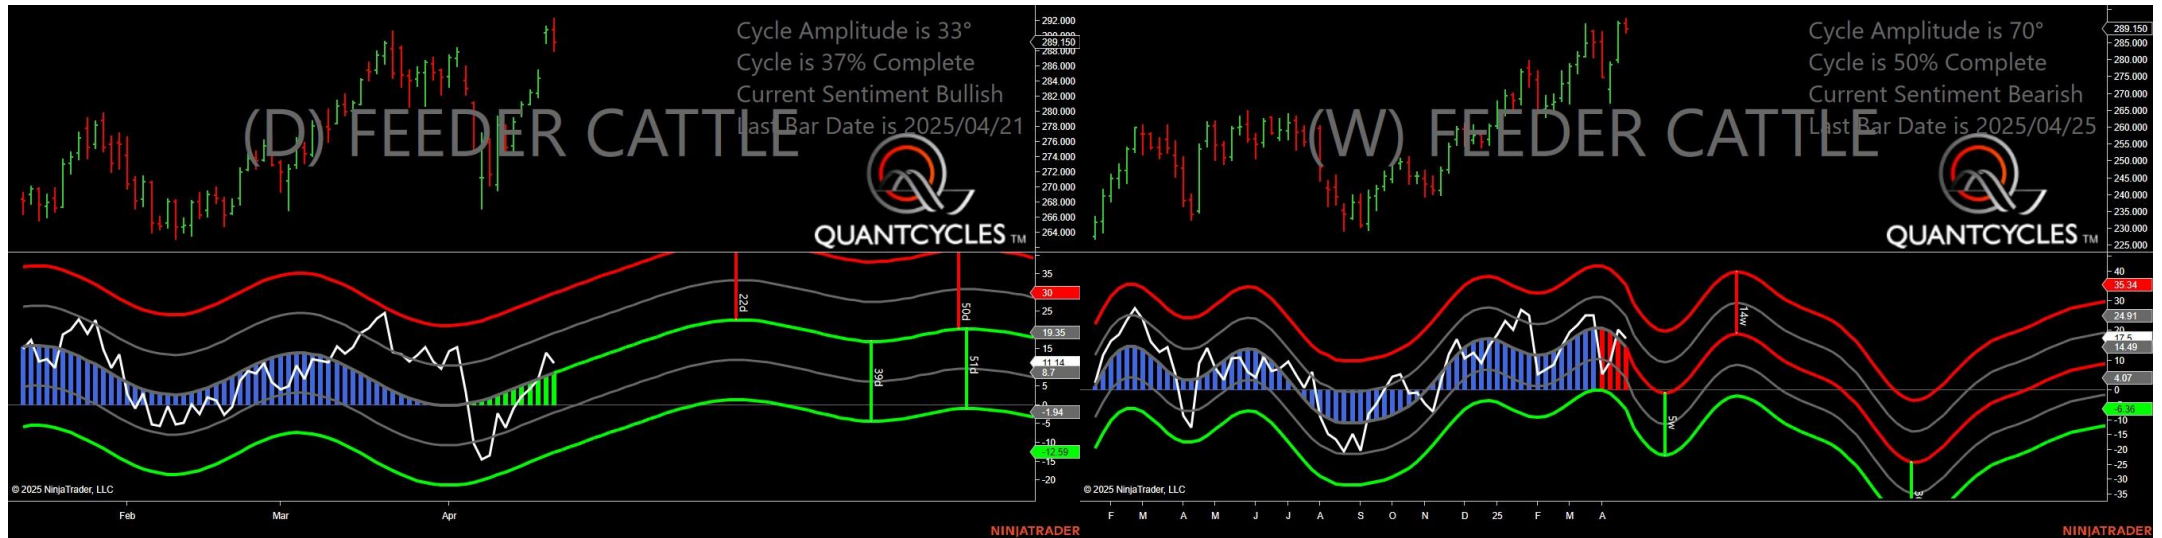 Cycle Amplitude is 33°
Cycle is 37% Complete
Current Sentiment Bullish
Last Bar Date is 2025/04/21
(D) FEEDER CATTLE
QUANTCYCLES TM
292.000
289.150
288.000
286.000
284.000
282.000
280.000
278.000
276.000
274.000
272.000
270.000
268.000
266.000
264.000
22d
50d
39d
51d
35
30
25
19.35
15
11.14
8.7
5
0
-1.94
-5
-10
-12.59
-15
-20
© 2025 NinjaTrader, LLC
Feb Mar Apr
NINJATRADER
Cycle Amplitude is 70°
Cycle is 50% Complete
Current Sentiment Bearish
Last Bar Date is 2025/04/25
(W) FEEDER CATTLE
QUANTCYCLES TM
289.150
285.000
280.000
275.000
270.000
265.000
260.000
255.000
250.000
245.000
240.000
235.000
230.000
225.000
14w
5w
40
35.34
30
24.91
20
17.5
14.49
10
4.07
0
-6.36
-10
-15
-20
-25
-30
-35
© 2025 NinjaTrader, LLC
F M A M J J A S O N D 25 F M A
NINJATRADER